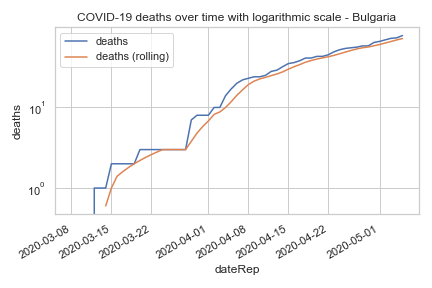 COVID-19 deaths over time with logarithmic scale - Bulgaria
deaths
deaths (rolling)
10¹
10⁰
deaths
2020-03-08
2020-03-15
2020-03-22
2020-04-01
2020-04-08
2020-04-15
2020-04-22
2020-05-01
dateRep